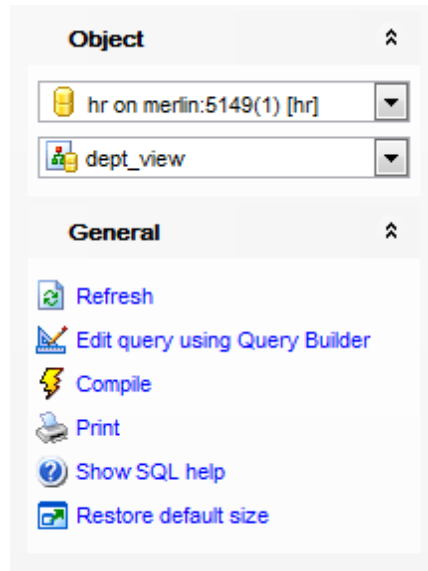 Object
hr on merlin:5149(1) [hr]
dept_view
General
Refresh
Edit query using Query Builder
Compile
Print
Show SQL help
Restore default size